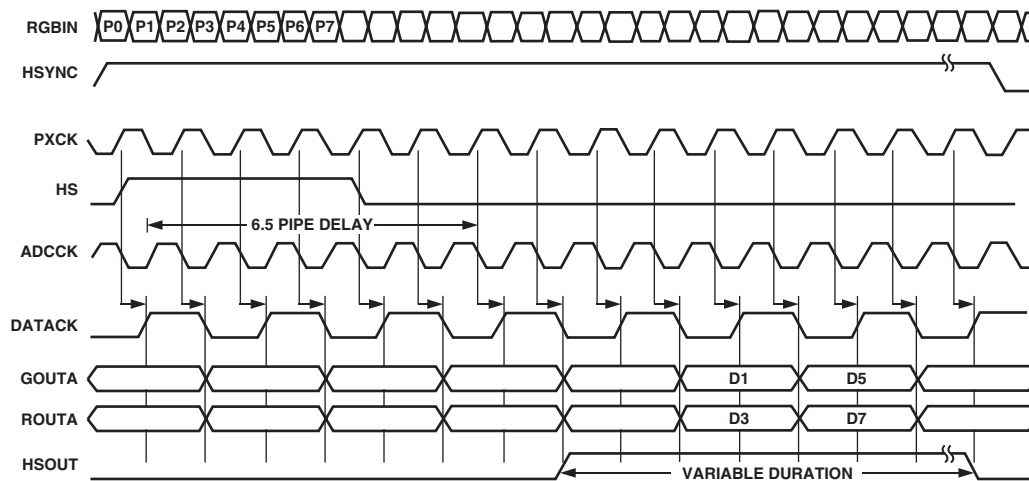 RGBIN P0 P1 P2 P3 P4 P5 P6 P7
HSYNC
PXCK
HS
6.5 PIPE DELAY
ADCCK
DATACK
GOUTA D1 D5
ROUTA D3 D7
HSOUT VARIABLE DURATION